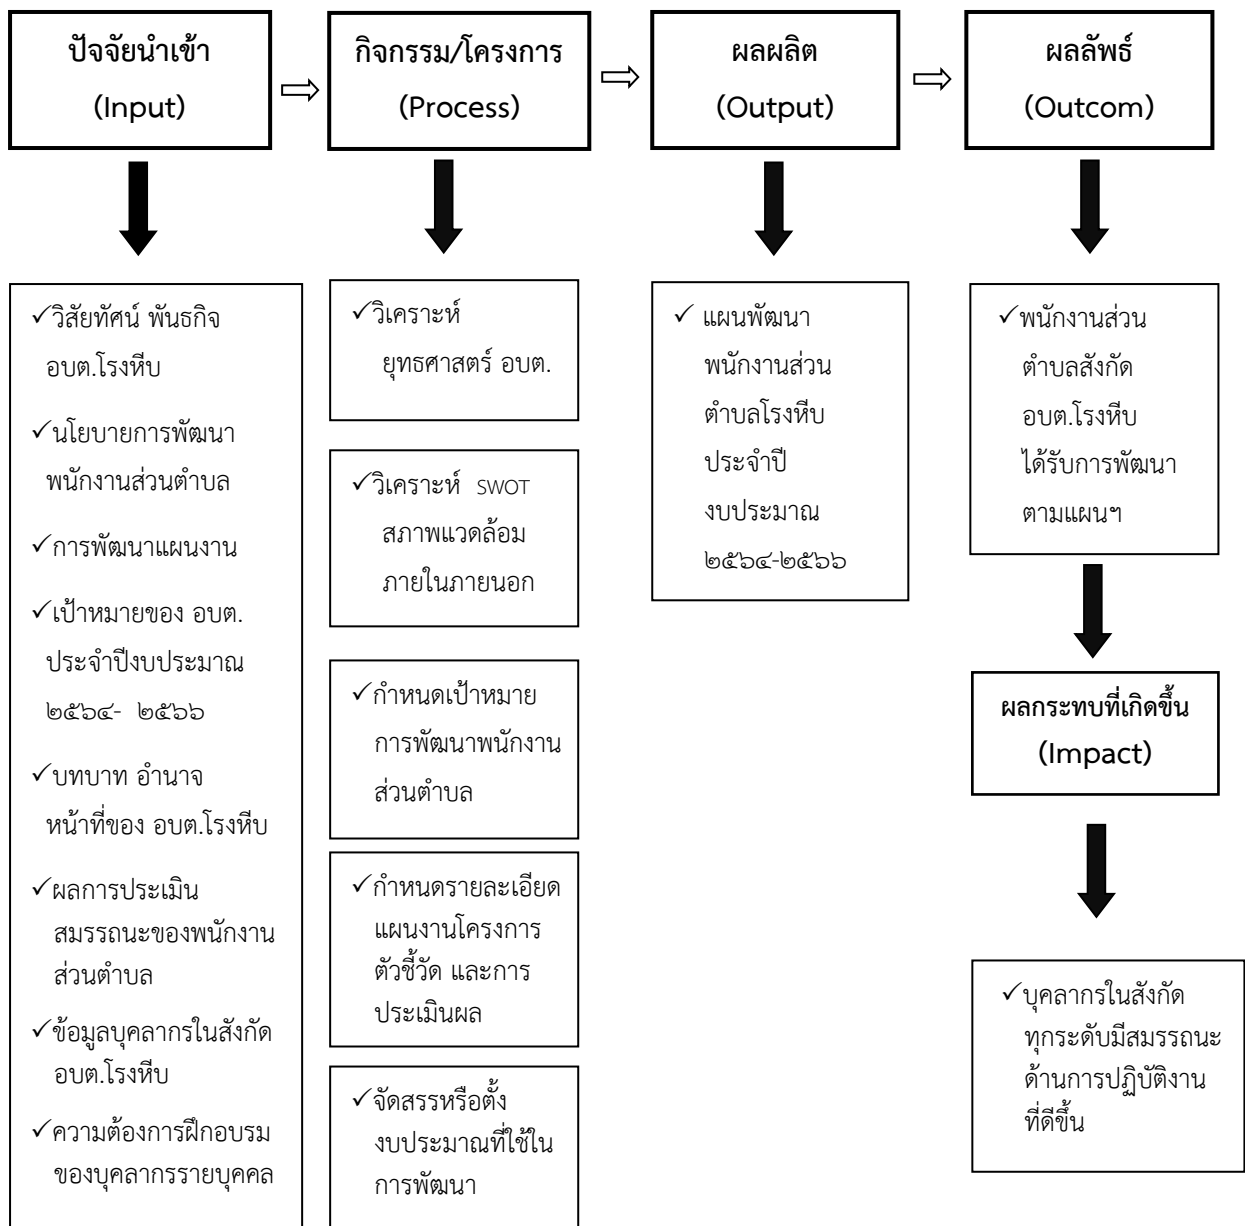 ปัจจัยนำเข้า
(Input)
กิจกรรม/โครงการ
(Process)
ผลผลิต
(Output)
ผลลัพธ์
(Outcom)
✓วิสัยทัศน์ พันธกิจ
อบต.โรงหีบ
✓นโยบายการพัฒนา
พนักงานส่วนตำบล
✓การพัฒนาแผนงาน
✓เป้าหมายของ อบต.
ประจำปีงบประมาณ
๒๕๖๔- ๒๕๖๖
✓บทบาท อำนาจ
หน้าที่ของ อบต.โรงหีบ
✓ผลการประเมิน
สมรรถนะของพนักงาน
ส่วนตำบล
✓ข้อมูลบุคลากรในสังกัด
อบต.โรงหีบ
✓ความต้องการฝึกอบรม
ของบุคลากรรายบุคคล
✓วิเคราะห์
ยุทธศาสตร์ อบต.
✓วิเคราะห์ SWOT
สภาพแวดล้อม
ภายในภายนอก
✓กำหนดเป้าหมาย
การพัฒนาพนักงาน
ส่วนตำบล
✓กำหนดรายละเอียด
แผนงานโครงการ
ตัวชี้วัด และการ
ประเมินผล
✓จัดสรรหรือตั้ง
งบประมาณที่ใช้ใน
การพัฒนา
✓ แผนพัฒนา
พนักงานส่วน
ตำบลโรงหีบ
ประจำปี
งบประมาณ
๒๕๖๔-๒๕๖๖
✓พนักงานส่วน
ตำบลสังกัด
อบต.โรงหีบ
ได้รับการพัฒนา
ตามแผนฯ
ผลกระทบที่เกิดขึ้น
(Impact)
✓บุคลากรในสังกัด
ทุกระดับมีสมรรถนะ
ด้านการปฏิบัติงาน
ที่ดีขึ้น